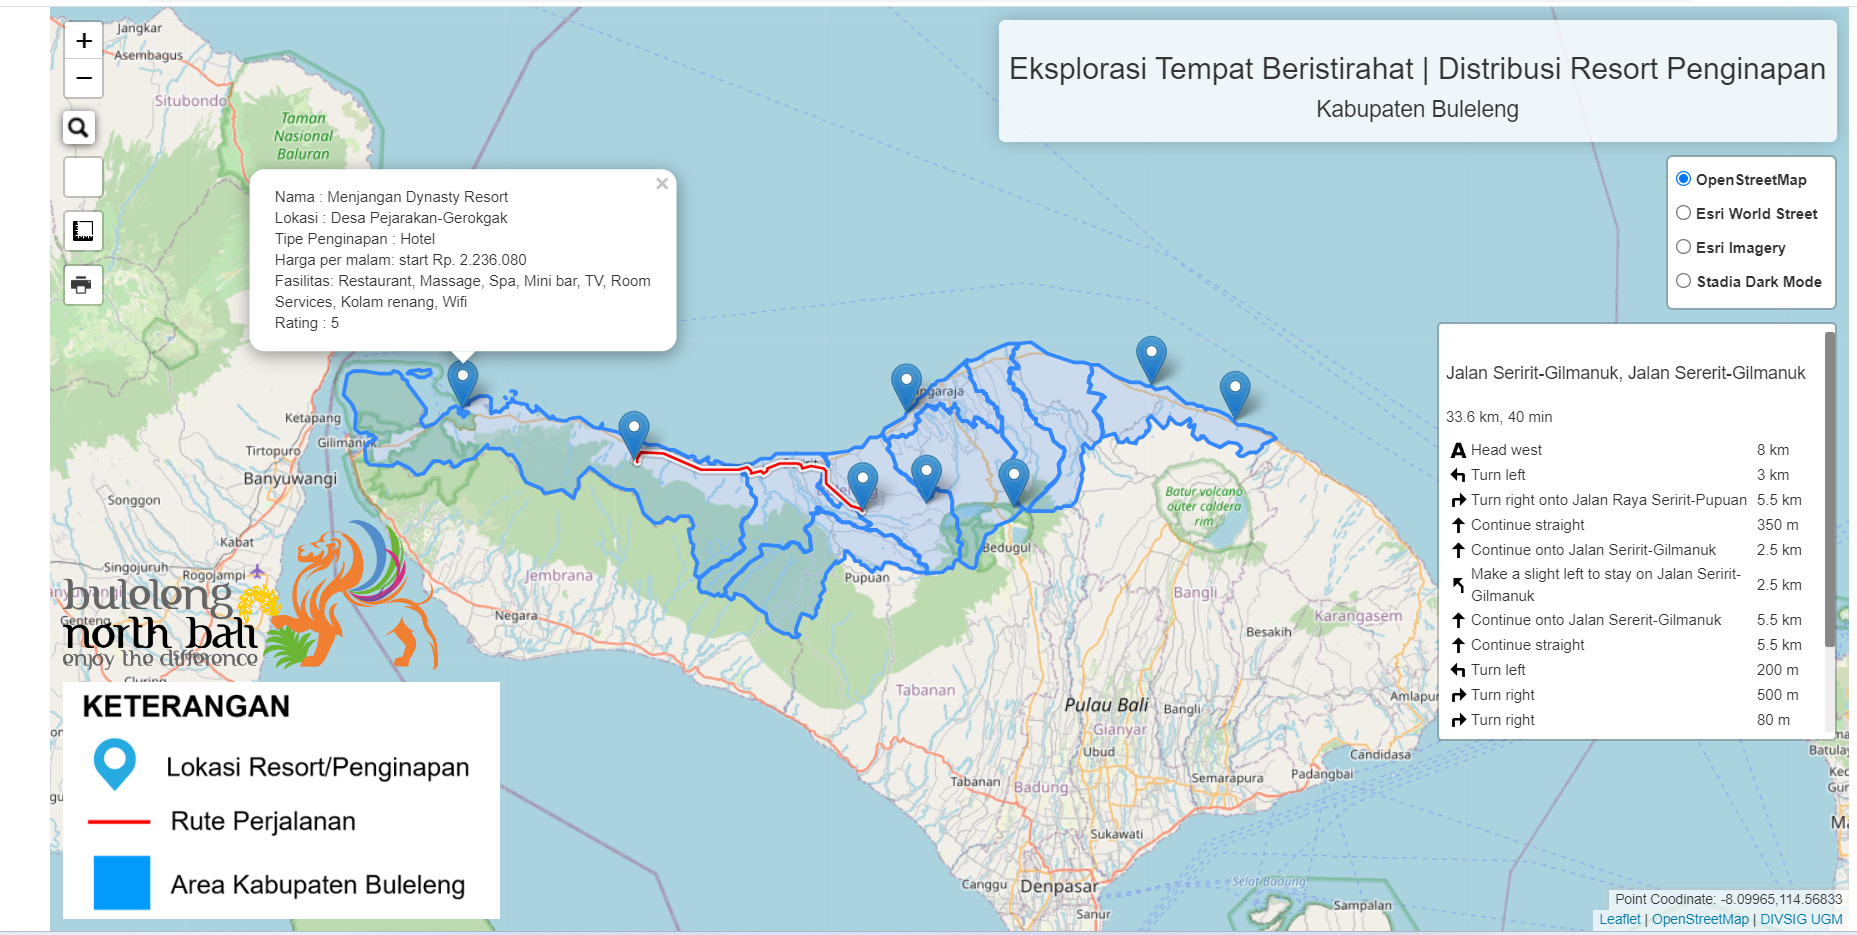 +
−
Eksplorasi Tempat Beristirahat | Distribusi Resort Penginapan
Kabupaten Buleleng
OpenStreetMap
Esri World Street
Esri Imagery
Stadia Dark Mode
Nama : Menjangan Dynasty Resort
Lokasi : Desa Pejarakan-Gerokgak
Tipe Penginapan : Hotel
Harga per malam: start Rp. 2.236.080
Fasilitas: Restaurant, Massage, Spa, Mini bar, TV, Room
Services, Kolam renang, Wifi
Rating : 5
Jalan Seririt-Gilmanuk, Jalan Sererit-Gilmanuk
33.6 km, 40 min
A Head west 8 km
Turn left 3 km
Turn right onto Jalan Raya Seririt-Pupuan 5.5 km
Continue straight 350 m
Continue onto Jalan Seririt-Gilmanuk 2.5 km
Make a slight left to stay on Jalan Seririt-
Gilmanuk 2.5 km
Continue onto Jalan Sererit-Gilmanuk 5.5 km
Continue straight 5.5 km
Turn left 200 m
Turn right 500 m
Turn right 80 m
Jangkar
Asembagus
Situbondo
Taman
Nasional
Baluran
Ketapang
Gilimanuk
Tirtopuro
Banyuwangi
Songgon
Kabat
Singojuruh
Rogojampi
Genteng
Cluring
Jembrana
Negara
Pupuan
Bedugul
Batur volcano
outer caldera
rim
Bangli
Karangasem
Besakih
Tabanan
Pulau Bali
Bangli
Amlapur
Gianyar
Ubud
Candidasa
Padangbai
Semarapura
Tabanan
Badung
Sukawati
Canggu
Denpasar
Sanur
Selat Badung
Sampalan
buleleng
north bali
enjoy the difference
KETERANGAN
Lokasi Resort/Penginapan
Rute Perjalanan
Area Kabupaten Buleleng
Point Coodinate: -8.09965,114.56833
Leaflet | OpenStreetMap | DIVSIG UGM